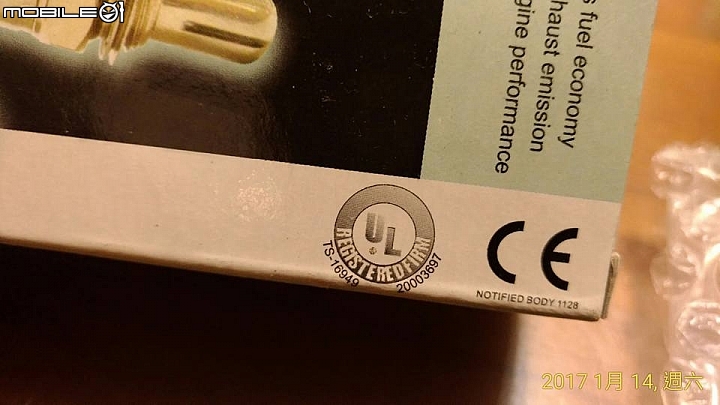 MOBILE01
s fuel economy
haust emission
gine performance
UL
REGISTERED FIRM
TS-16949
20003697
CE
NOTIFIED BODY 1128
2017 1月 14, 週六